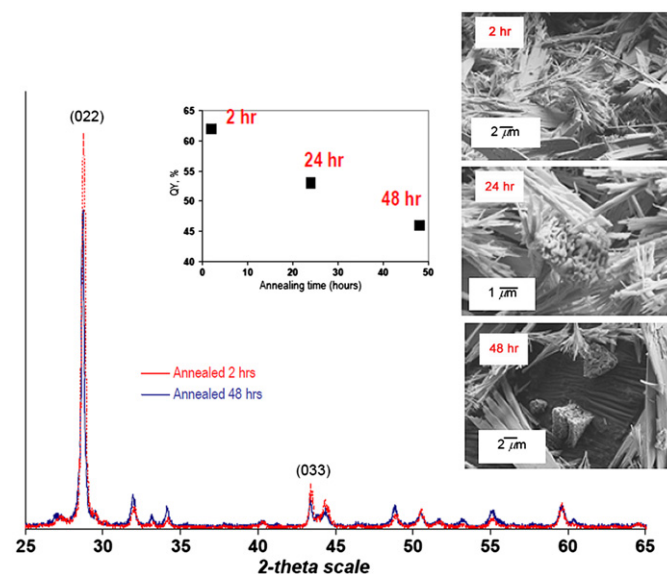 2 hr
2 μm
24 hr
1 μm
48 hr
2 μm
(022)
65
60
55
50
45
40
QY, %
2 hr
24 hr
48 hr
0 10 20 30 40 50
Annealing time (hours)
Annealed 2 hrs
Annealed 48 hrs
(033)
25 30 35 40 45 50 55 60 65
2-theta scale